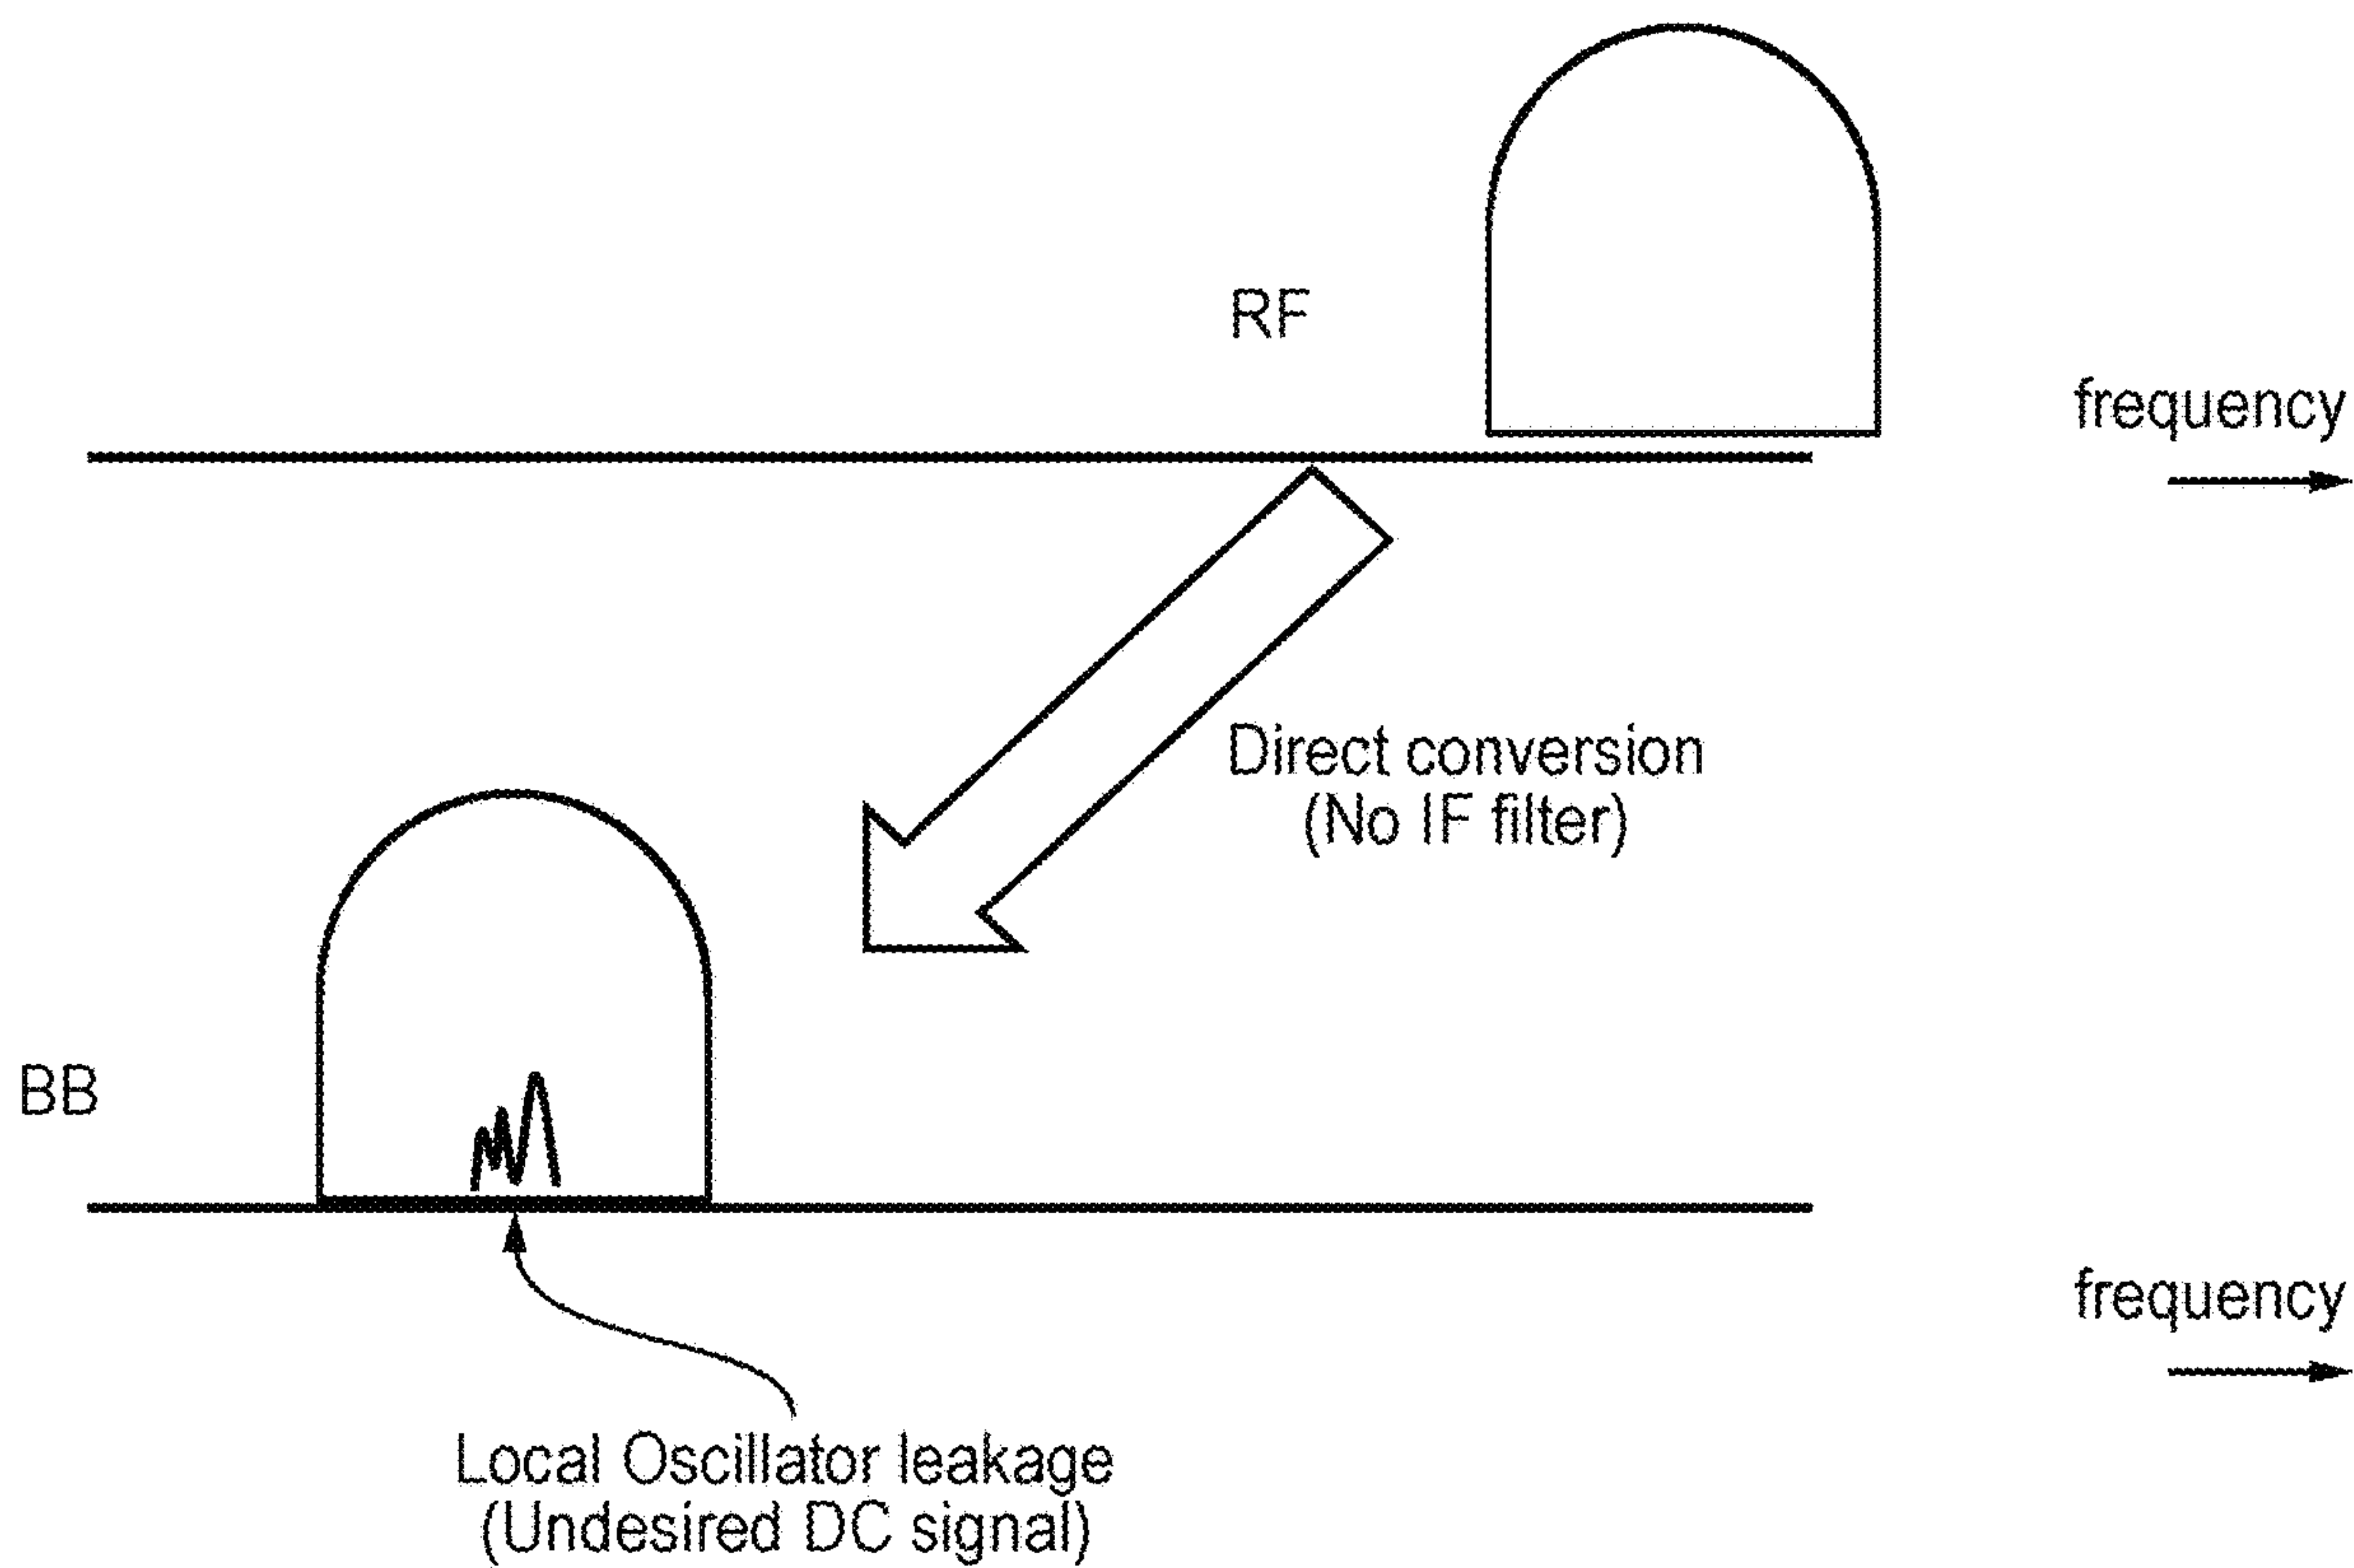 RF
frequency
Direct conversion
(No IF filter)
BB
frequency
Local Oscillator leakage
(Undesired DC signal)